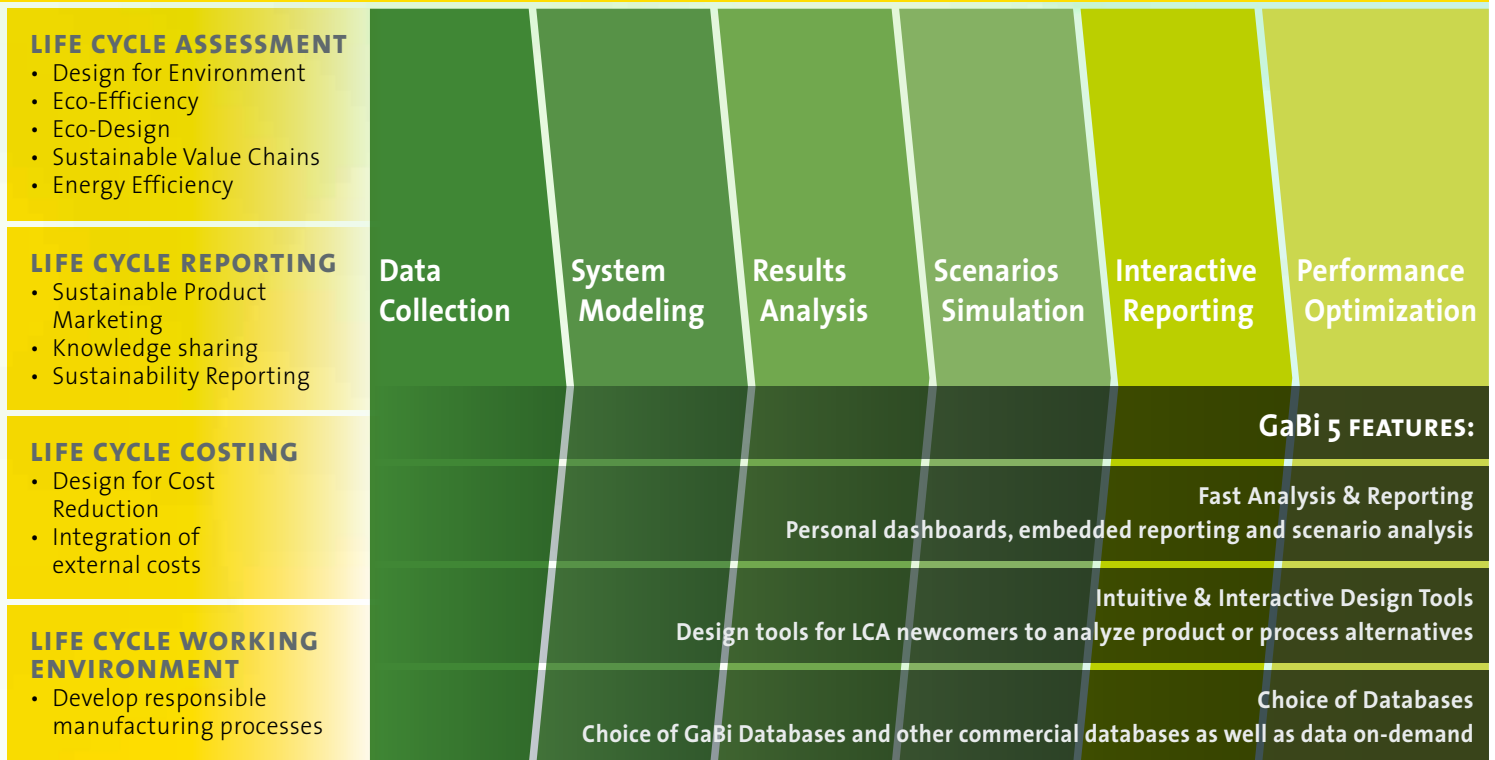 LIFE CYCLE ASSESSMENT
• Design for Environment
• Eco-Efficiency
• Eco-Design
• Sustainable Value Chains
• Energy Efficiency
LIFE CYCLE REPORTING
• Sustainable Product
Marketing
• Knowledge sharing
• Sustainability Reporting
LIFE CYCLE COSTING
• Design for Cost
Reduction
• Integration of
external costs
LIFE CYCLE WORKING
ENVIRONMENT
• Develop responsible
manufacturing processes
Data
Collection
System
Modeling
Results
Analysis
Scenarios
Simulation
Interactive
Reporting
Performance
Optimization
GaBi 5 FEATURES:
Fast Analysis & Reporting
Personal dashboards, embedded reporting and scenario analysis
Intuitive & Interactive Design Tools
Design tools for LCA newcomers to analyze product or process alternatives
Choice of Databases
Choice of GaBi Databases and other commercial databases as well as data on-demand